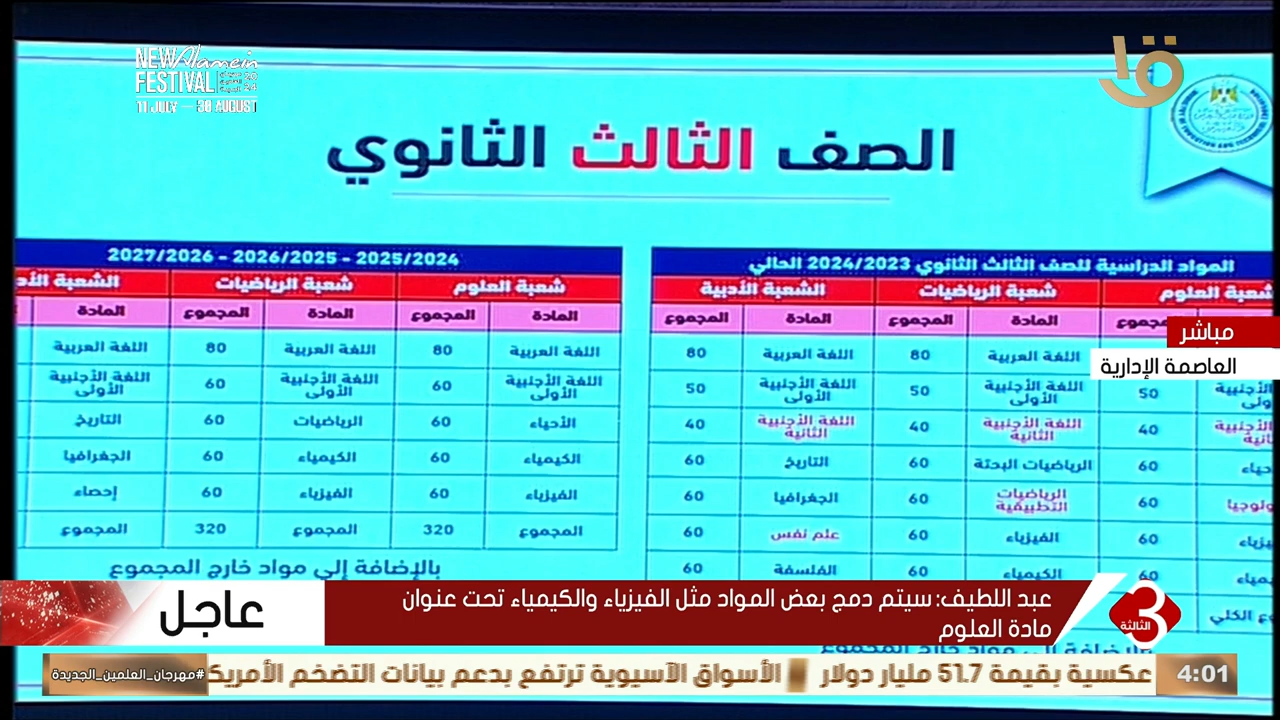 NEW Alamein
FESTIVAL
11 JULY — 30 AUGUST
الصف الثالث الثانوي
المواد الدراسية للصف الثالث الثانوي 2024/2023 الحالي
شعبة العلوم شعبة الرياضيات الشعبة الأدبية
المجموع المادة المجموع المادة المجموع
اللغة العربية 80 اللغة العربية 80
50 اللغة الأجنبية الأولى 50 اللغة الأجنبية الأولى 50
40 اللغة الأجنبية الثانية 40 اللغة الأجنبية الثانية 40
60 الرياضيات البحتة 60 التاريخ 60
60 الرياضيات التطبيقية 60 الجغرافيا 60
60 الفيزياء 60 علم نفس 60
60 الكيمياء 60 الفلسفة 60
2025/2024 - 2026/2025 - 2027/2026
شعبة العلوم شعبة الرياضيات
المادة المجموع المادة المجموع المادة
اللغة العربية 80 اللغة العربية 80 اللغة العربية
اللغة الأجنبية الأولى 60 اللغة الأجنبية الأولى 60 اللغة الأجنبية الأولى
الأحياء 60 الرياضيات 60 التاريخ
الكيمياء 60 الكيمياء 60 الجغرافيا
الفيزياء 60 الفيزياء 60 إحصاء
المجموع 320 المجموع 320 المجموع
بالإضافة إلى مواد خارج المجموع
مباشر
العاصمة الإدارية
الثالثة 3
عاجل
عبد اللطيف: سيتم دمج بعض المواد مثل الفيزياء والكيمياء تحت عنوان
مادة العلوم
4:01
عكسية بقيمة 51.7 مليار دولار الأسواق الآسيوية ترتفع بدعم بيانات التضخم
#مهرجان_العلمين_الجديدة